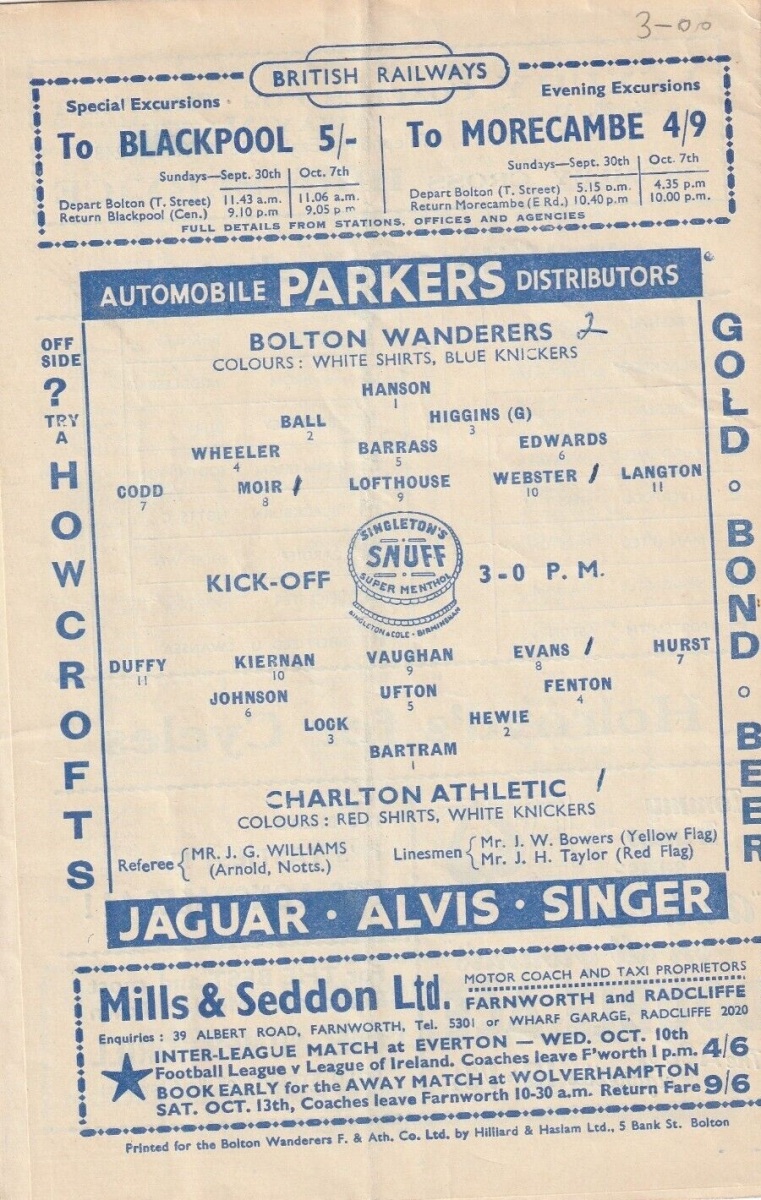 3-00
BRITISH RAILWAYS
Special Excursions
To BLACKPOOL 5/-
Sundays—Sept. 30th | Oct. 7th
Depart Bolton (T. Street) 11.43 a.m. | 11.06 a.m.
Return Blackpool (Cen.) 9.10 p.m | 9.05 p m
Evening Excursions
To MORECAMBE 4/9
Sundays—Sept. 30th | Oct. 7th
Depart Bolton (T. Street) 5.15 p.m. | 4.35 p.m
Return Morecambe (E Rd.) 10.40 p.m | 10.00 p.m.
FULL DETAILS FROM STATIONS, OFFICES AND AGENCIES
AUTOMOBILE PARKERS DISTRIBUTORS
OFF SIDE ? TRY A HOWCROFTS
BOLTON WANDERERS 2
COLOURS : WHITE SHIRTS, BLUE KNICKERS
HANSON
1
BALL HIGGINS (G)
2 3
WHEELER BARRASS EDWARDS
4 5 6
CODD MOIR / LOFTHOUSE WEBSTER / LANGTON
7 8 9 10 11
SINGLETON'S
SNUFF
SUPER MENTHOL
SINGLETON & COLE · BIRMINGHAM
KICK-OFF 3-0 P. M.
DUFFY KIERNAN VAUGHAN EVANS / HURST
11 10 9 8 7
JOHNSON UFTON FENTON
6 5 4
LOCK HEWIE
3 2
BARTRAM
1
CHARLTON ATHLETIC /
COLOURS : RED SHIRTS, WHITE KNICKERS
Referee { MR. J. G. WILLIAMS
(Arnold, Notts.)
Linesmen { Mr. J. W. Bowers (Yellow Flag)
Mr. J. H. Taylor (Red Flag)
GOLD o BOND o BEER
JAGUAR · ALVIS · SINGER
Mills & Seddon Ltd. MOTOR COACH AND TAXI PROPRIETORS
FARNWORTH and RADCLIFFE
Enquiries : 39 ALBERT ROAD, FARNWORTH, Tel. 5301 or WHARF GARAGE, RADCLIFFE 2020
INTER-LEAGUE MATCH at EVERTON — WED. OCT. 10th
Football League v League of Ireland. Coaches leave F'worth 1 p.m. 4/6
BOOK EARLY for the AWAY MATCH at WOLVERHAMPTON
SAT. OCT. 13th, Coaches leave Farnworth 10-30 a.m. Return Fare 9/6
Printed for the Bolton Wanderers F. & Ath. Co. Ltd. by Hilliard & Haslam Ltd., 5 Bank St. Bolton